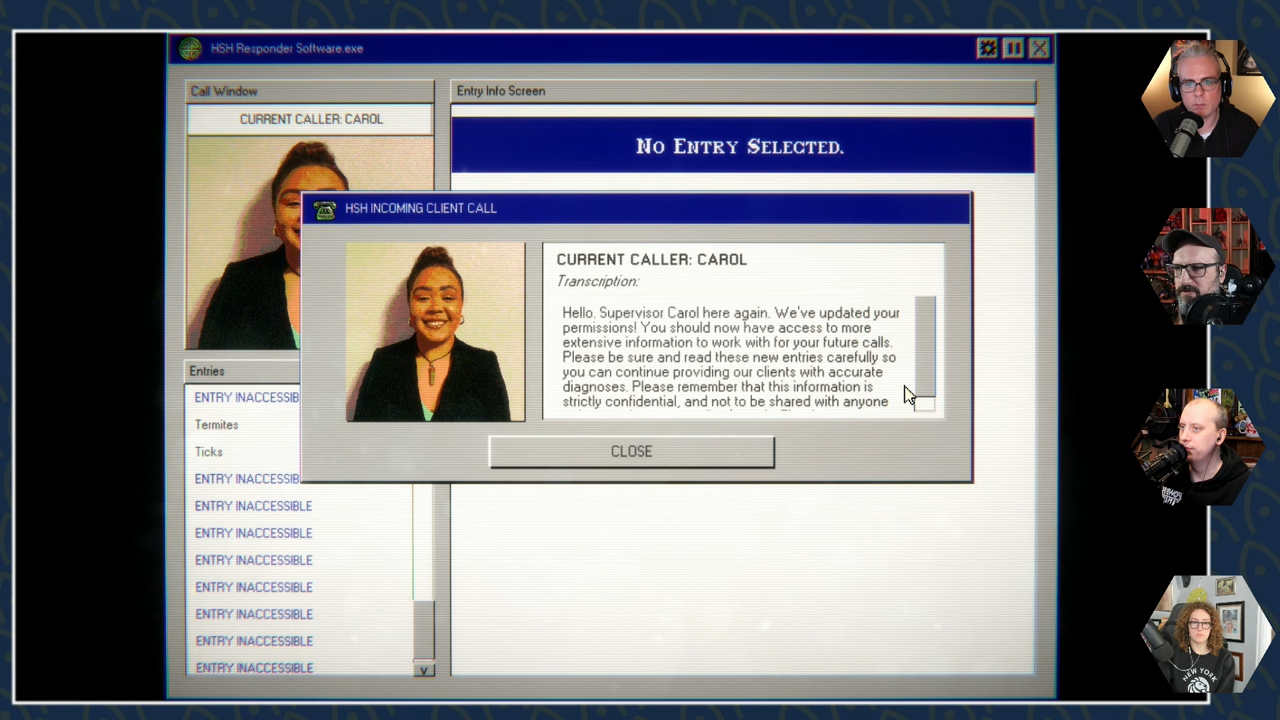 HSH Responder Software.exe
Call Window
CURRENT CALLER: CAROL
Entry Info Screen
No Entry Selected.
HSH INCOMING CLIENT CALL
CURRENT CALLER: CAROL
Transcription:
Hello. Supervisor Carol here again. We've updated your
permissions! You should now have access to more
extensive information to work with for your future calls.
Please be sure and read these new entries carefully so
you can continue providing our clients with accurate
diagnoses. Please remember that this information is
strictly confidential, and not to be shared with anyone
CLOSE
Entries
ENTRY INACCESSIB
Termites
Ticks
ENTRY INACCESSIB
ENTRY INACCESSIBLE
ENTRY INACCESSIBLE
ENTRY INACCESSIBLE
ENTRY INACCESSIBLE
ENTRY INACCESSIBLE
ENTRY INACCESSIBLE
ENTRY INACCESSIBLE
NEW YORK